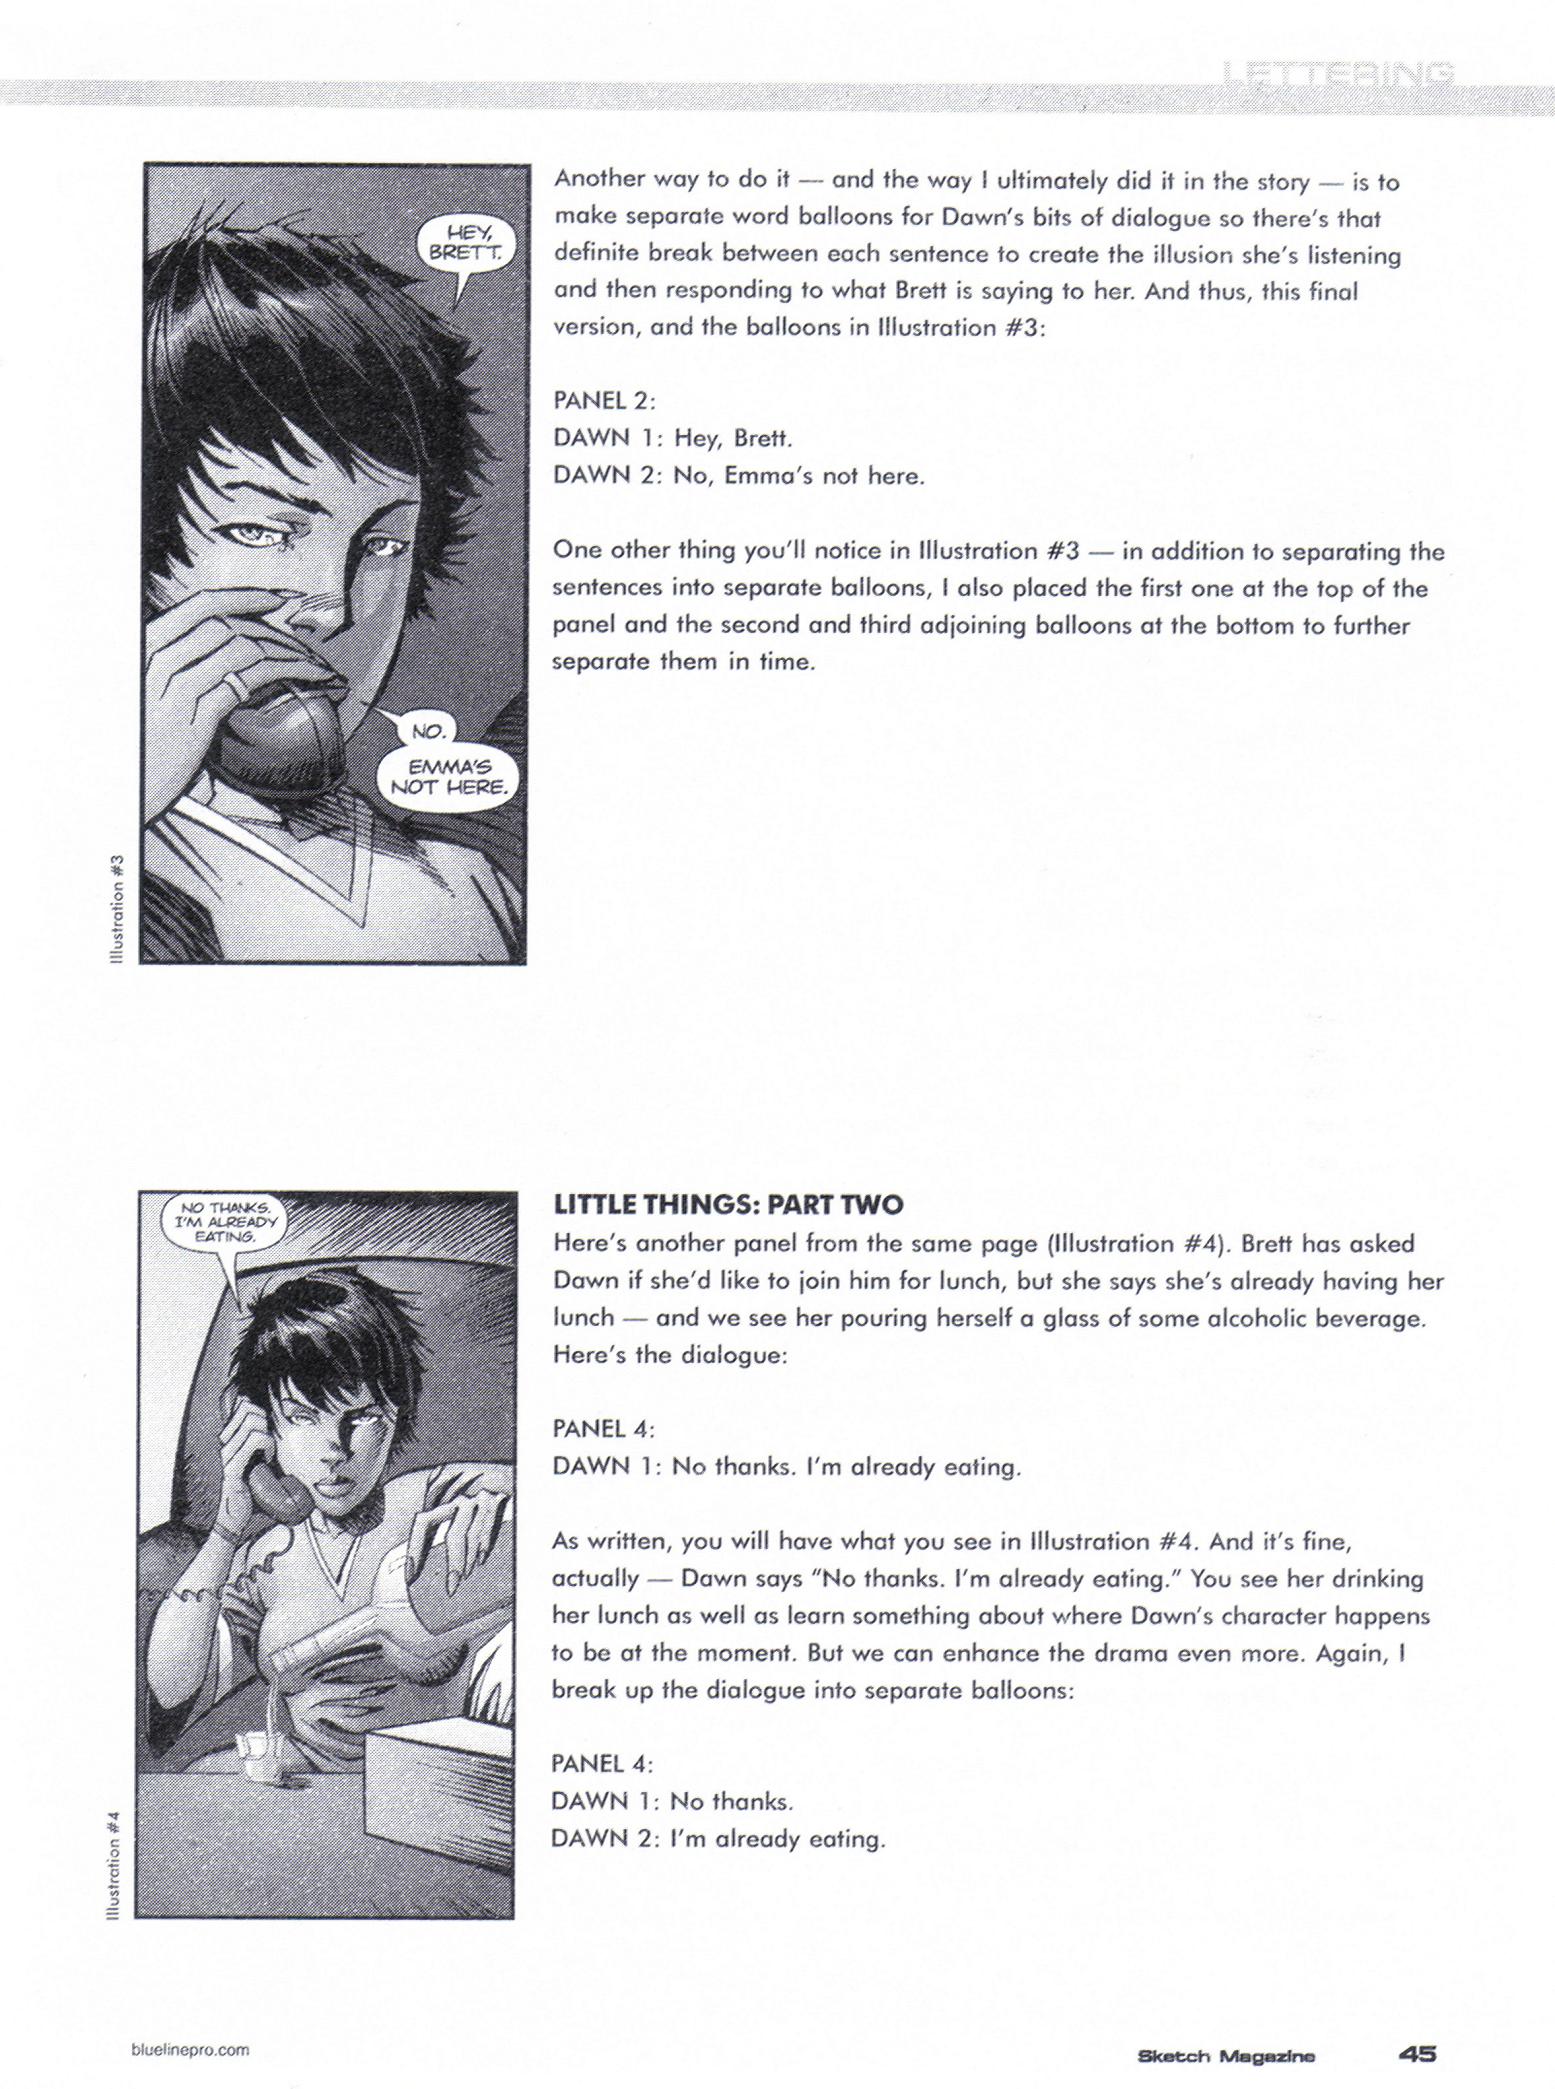 LETTERING
HEY,
BRETT.
NO.
EMMA'S
NOT HERE.
Illustration #3
Another way to do it — and the way I ultimately did it in the story — is to
make separate word balloons for Dawn's bits of dialogue so there's that
definite break between each sentence to create the illusion she's listening
and then responding to what Brett is saying to her. And thus, this final
version, and the balloons in Illustration #3:
PANEL 2:
DAWN 1: Hey, Brett.
DAWN 2: No, Emma's not here.
One other thing you'll notice in Illustration #3 — in addition to separating the
sentences into separate balloons, I also placed the first one at the top of the
panel and the second and third adjoining balloons at the bottom to further
separate them in time.
NO THANKS.
I'M ALREADY
EATING.
Illustration #4
LITTLE THINGS: PART TWO
Here's another panel from the same page (Illustration #4). Brett has asked
Dawn if she'd like to join him for lunch, but she says she's already having her
lunch — and we see her pouring herself a glass of some alcoholic beverage.
Here's the dialogue:
PANEL 4:
DAWN 1: No thanks. I'm already eating.
As written, you will have what you see in Illustration #4. And it's fine,
actually — Dawn says "No thanks. I'm already eating." You see her drinking
her lunch as well as learn something about where Dawn's character happens
to be at the moment. But we can enhance the drama even more. Again, I
break up the dialogue into separate balloons:
PANEL 4:
DAWN 1: No thanks.
DAWN 2: I'm already eating.
bluelinepro.com
Sketch Magazine 45